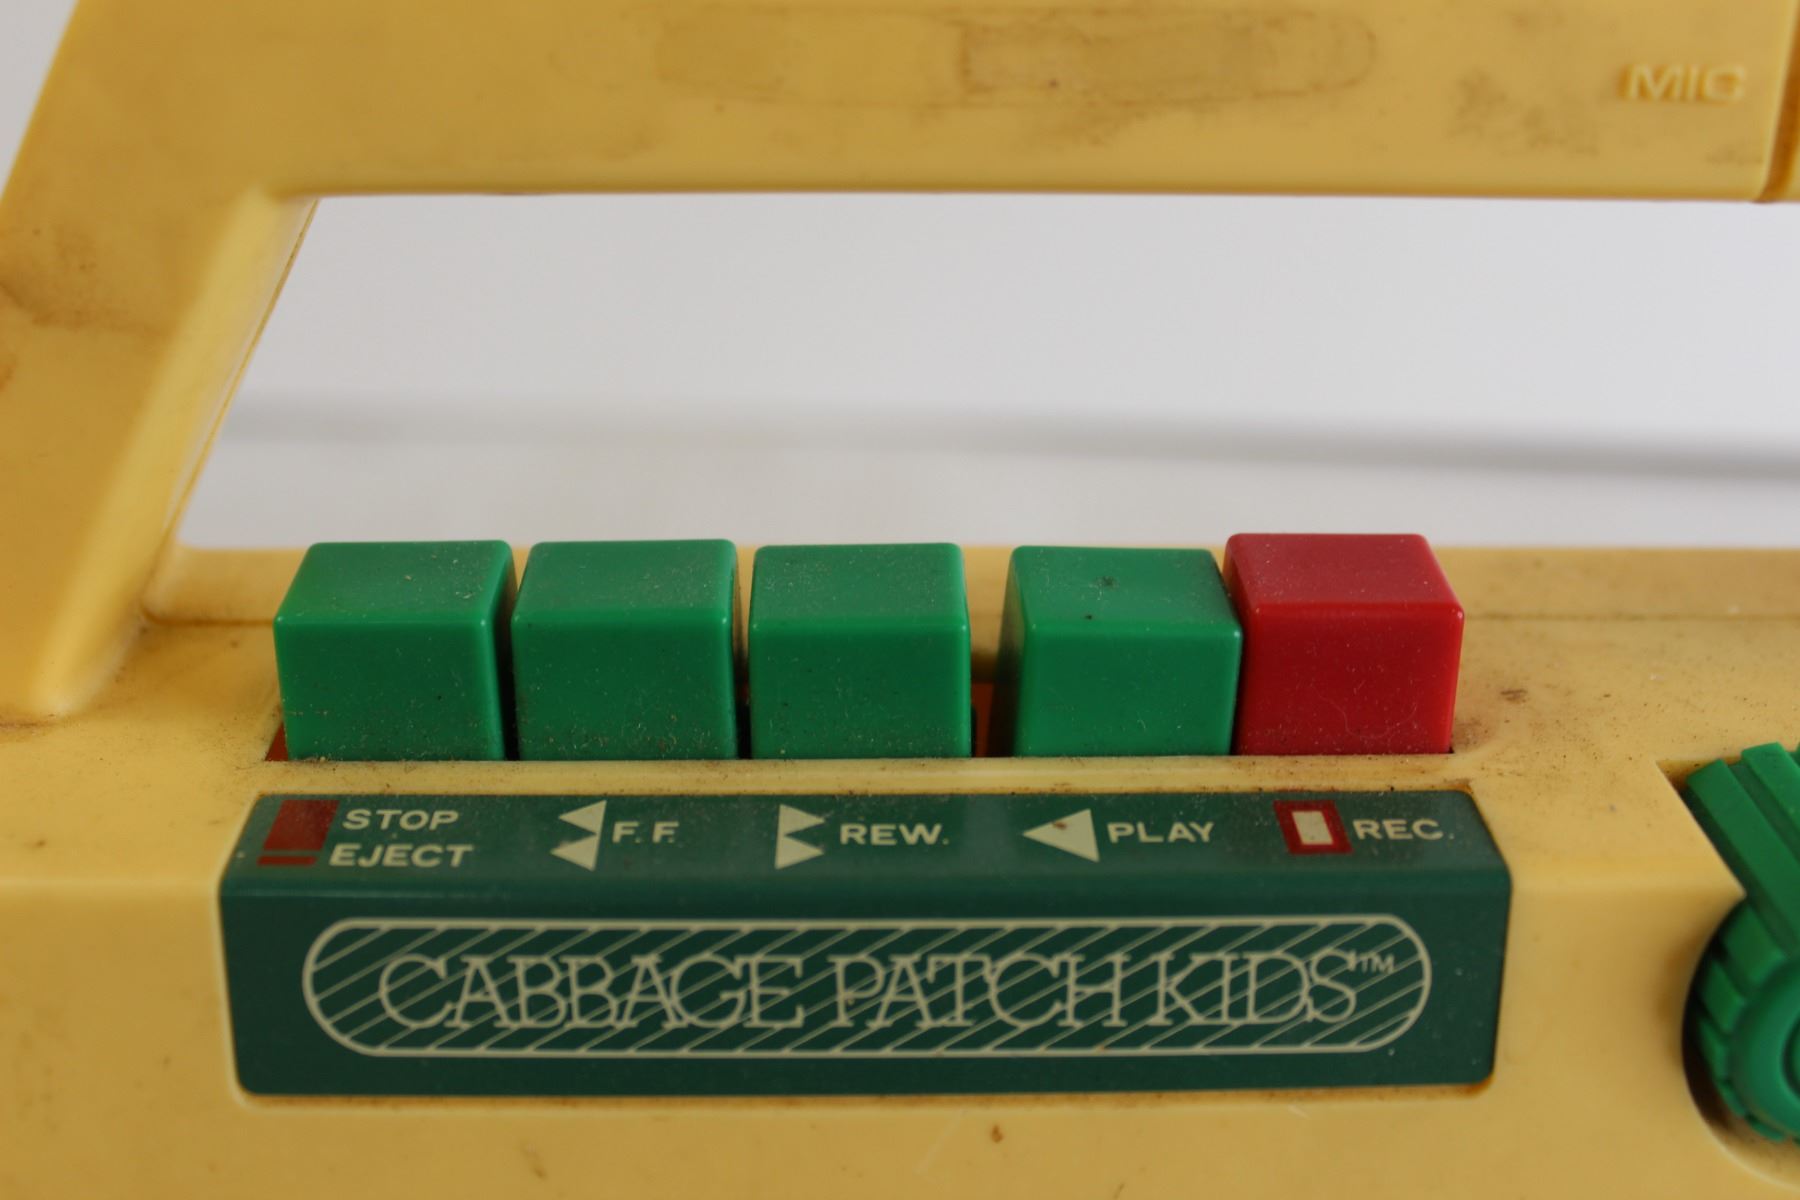 MIC
STOP
EJECT
F.F.
REW.
PLAY
REC.
CABBAGE PATCH KIDS™